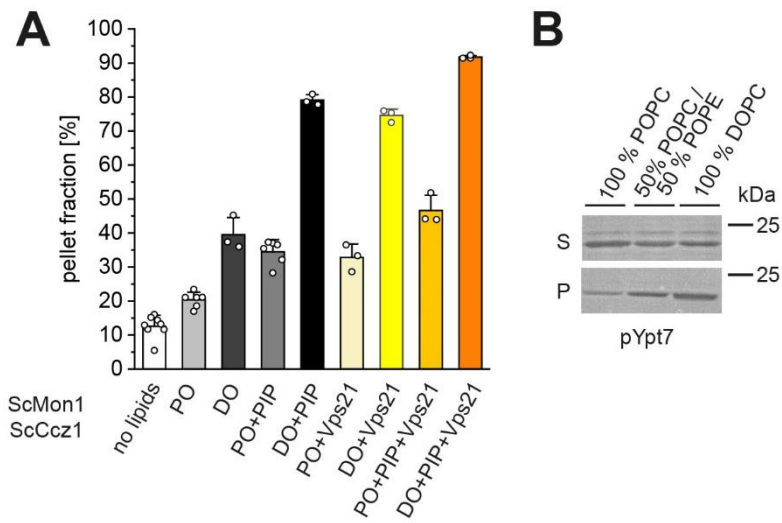 A
pellet fraction [%]
100
90
80
70
60
50
40
30
20
10
0
ScMon1
ScCcz1
no lipids
PO
DO
PO+PIP
DO+PIP
PO+Vps21
DO+Vps21
PO+PIP+Vps21
DO+PIP+Vps21
B
100 % POPC
50% POPC /
50 % POPE
100 % DOPC
kDa
25
S
25
P
pYpt7